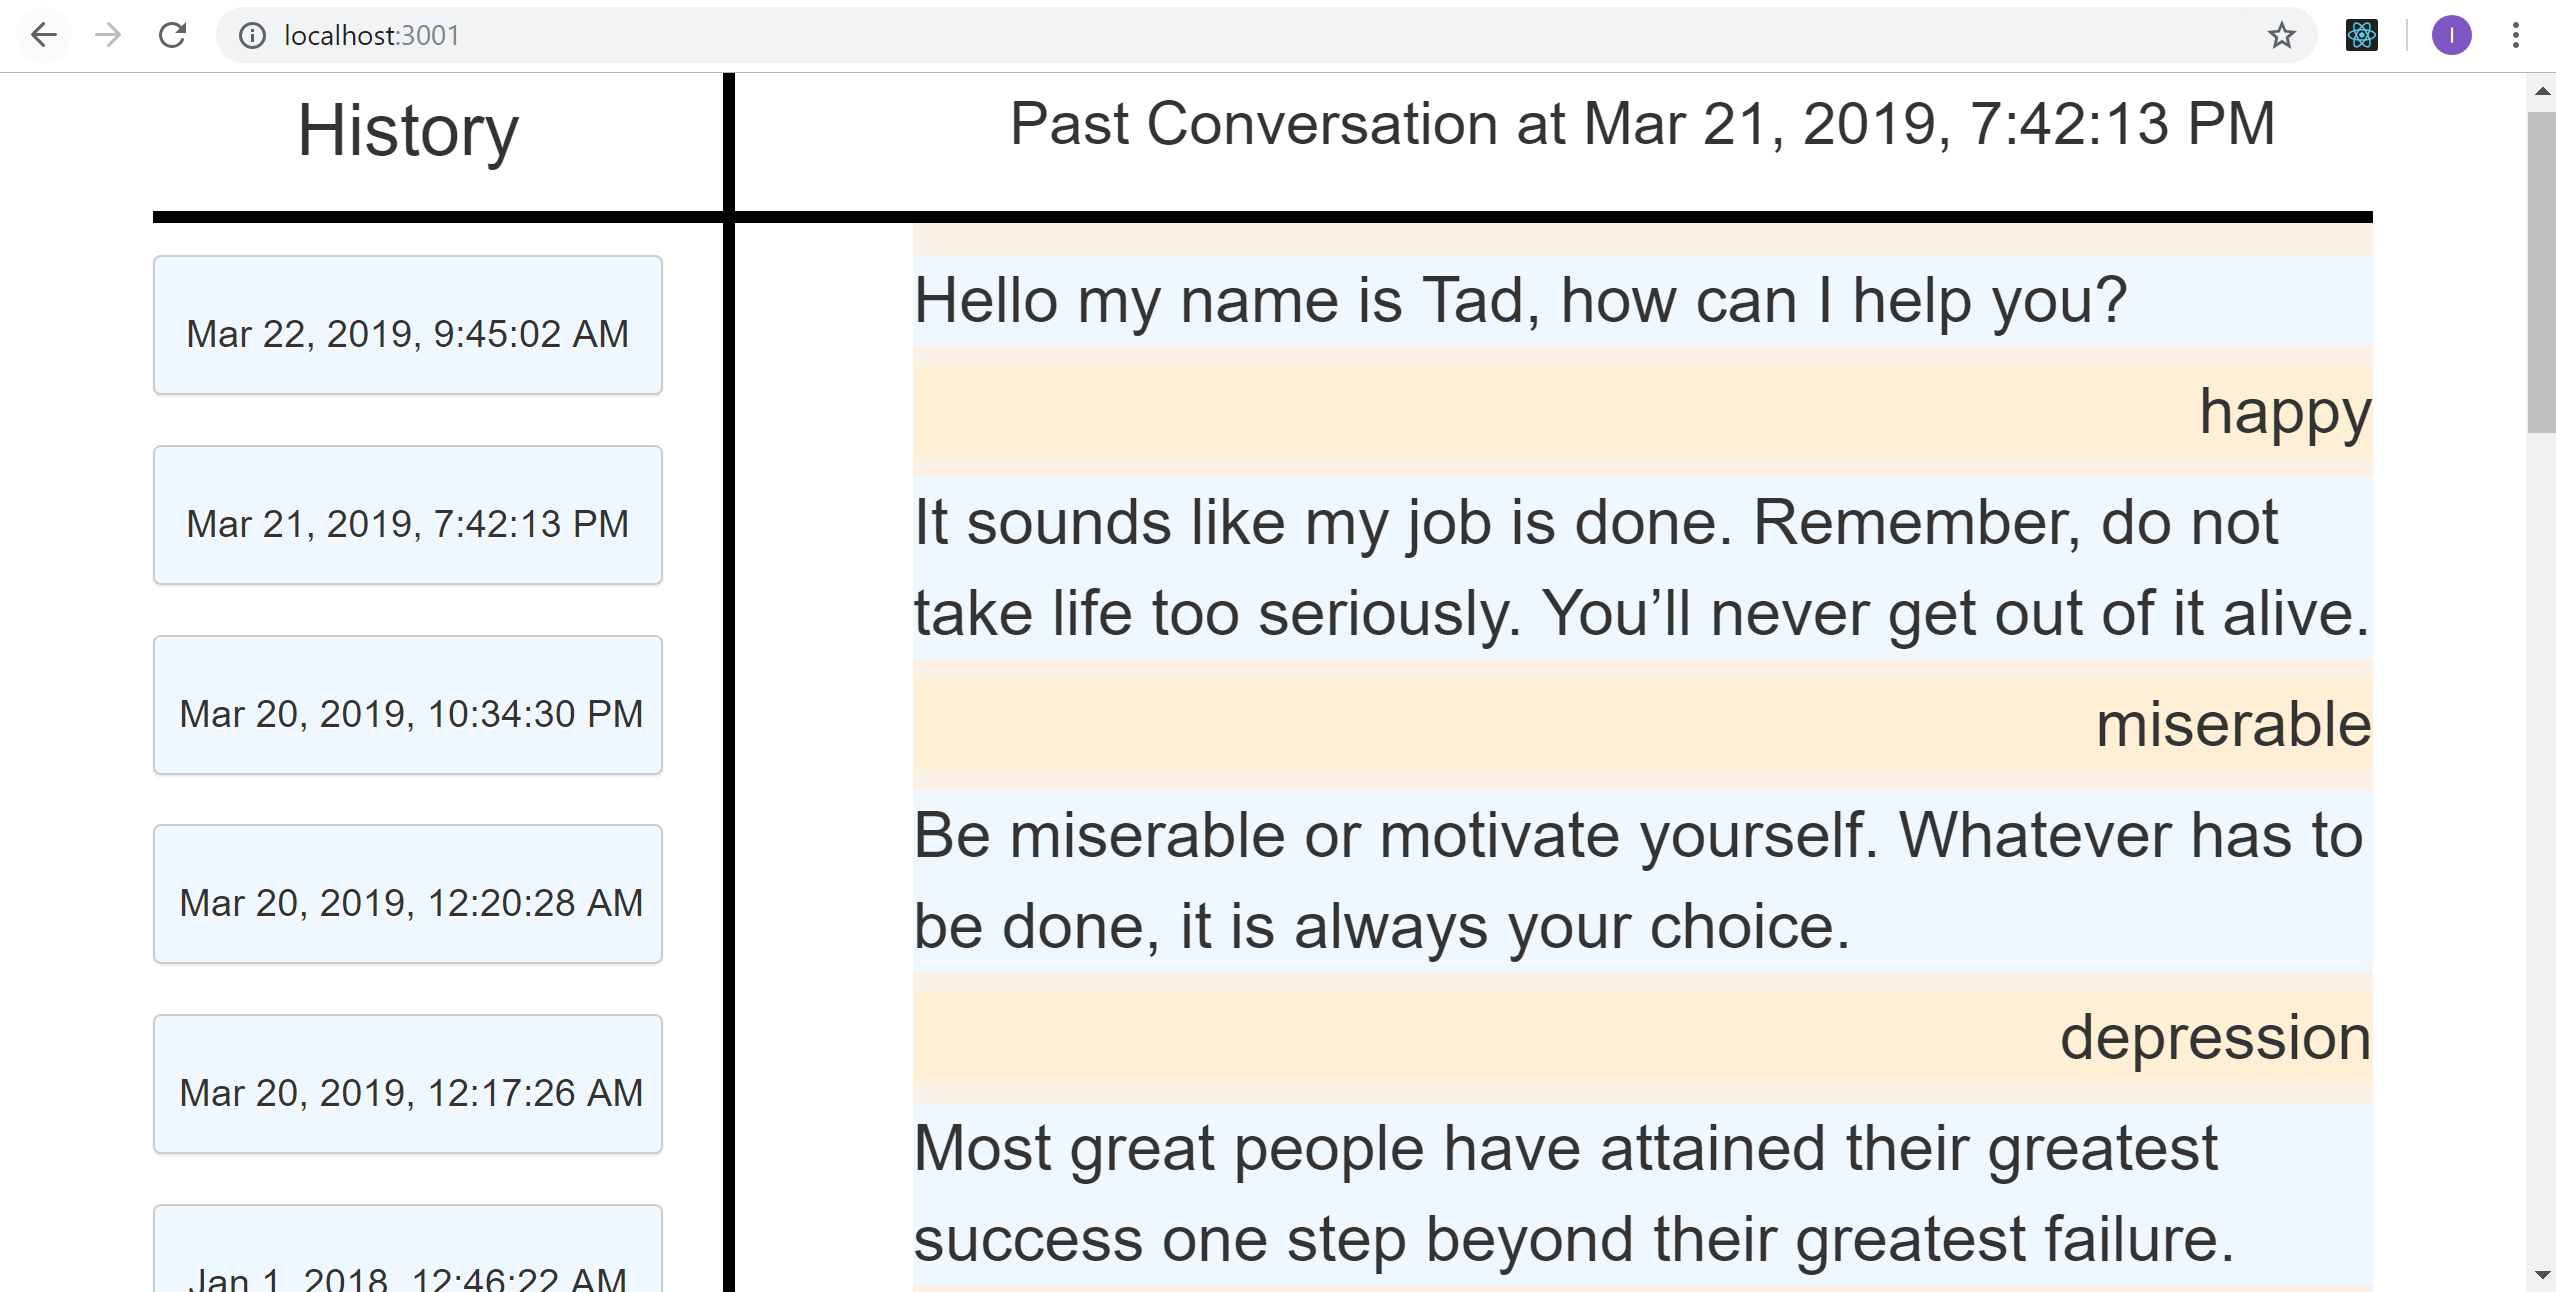 localhost:3001
I
History
Past Conversation at Mar 21, 2019, 7:42:13 PM
Mar 22, 2019, 9:45:02 AM
Mar 21, 2019, 7:42:13 PM
Mar 20, 2019, 10:34:30 PM
Mar 20, 2019, 12:20:28 AM
Mar 20, 2019, 12:17:26 AM
Jan 1, 2018, 12:46:22 AM
Hello my name is Tad, how can I help you?
happy
It sounds like my job is done. Remember, do not
take life too seriously. You’ll never get out of it alive.
miserable
Be miserable or motivate yourself. Whatever has to
be done, it is always your choice.
depression
Most great people have attained their greatest
success one step beyond their greatest failure.